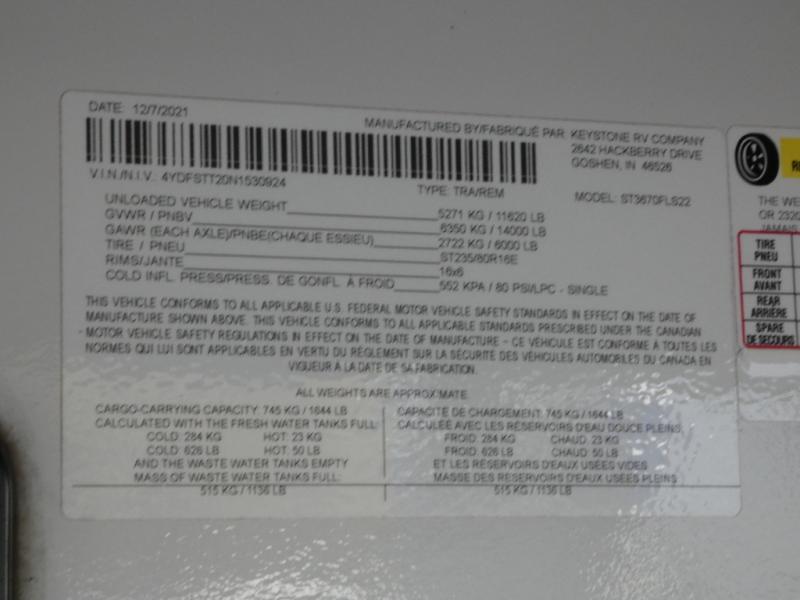 DATE: 12/7/2021
MANUFACTURED BY/FABRIQUÉ PAR: KEYSTONE RV COMPANY
2642 HACKBERRY DRIVE
GOSHEN, IN 46526
V.I.N./N.I.V.: 4YDFSTT20N1530924
TYPE: TRA/REM
MODEL: ST3670FLS22
UNLOADED VEHICLE WEIGHT 5271 KG / 11620 LB
GVWR / PNBV 6350 KG / 14000 LB
GAWR (EACH AXLE)/PNBE(CHAQUE ESSIEU) 2722 KG / 6000 LB
TIRE / PNEU ST235/80R16E
RIMS/JANTE 16x6
COLD INFL. PRESS/PRESS. DE GONFL. À FROID 552 KPA / 80 PSI/LPC - SINGLE
THIS VEHICLE CONFORMS TO ALL APPLICABLE U.S. FEDERAL MOTOR VEHICLE SAFETY STANDARDS IN EFFECT ON THE DATE OF
MANUFACTURE SHOWN ABOVE. THIS VEHICLE CONFORMS TO ALL APPLICABLE STANDARDS PRESCRIBED UNDER THE CANADIAN
- MOTOR VEHICLE SAFETY REGULATIONS IN EFFECT ON THE DATE OF MANUFACTURE - CE VÉHICULE EST CONFORME À TOUTES LES
NORMES QUI LUI SONT APPLICABLES EN VERTU DU RÈGLEMENT SUR LA SÉCURITÉ DES VÉHICULES AUTOMOBILES DU CANADA EN
VIGUEUR À LA DATE DE SA FABRICATION.
ALL WEIGHTS ARE APPROXIMATE
CARGO-CARRYING CAPACITY: 745 KG / 1644 LB
CALCULATED WITH THE FRESH WATER TANKS FULL:
COLD: 284 KG HOT: 23 KG
COLD: 626 LB HOT: 50 LB
AND THE WASTE WATER TANKS EMPTY
MASS OF WASTE WATER TANKS FULL:
515 KG / 1136 LB
CAPACITÉ DE CHARGEMENT: 745 KG / 1644 LB
CALCULÉE AVEC LES RÉSERVOIRS D'EAU DOUCE PLEINS
FROID: 284 KG CHAUD: 23 KG
FROID: 626 LB CHAUD: 50 LB
ET LES RÉSERVOIRS D'EAUX USÉES VIDES
MASSE DES RÉSERVOIRS D'EAUX USÉES PLEINS
515 KG / 1136 LB
THE WE
OR 2320
JAMAIS
TIRE
PNEU
FRONT
AVANT
REAR
ARRIÈRE
SPARE
DE SECOURS